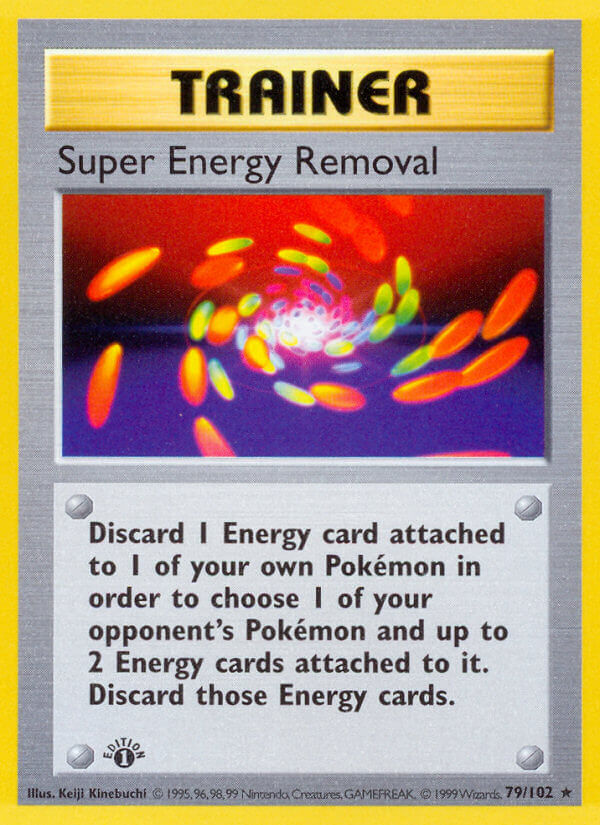 TRAINER
Super Energy Removal
Discard 1 Energy card attached
to 1 of your own Pokémon in
order to choose 1 of your
opponent's Pokémon and up to
2 Energy cards attached to it.
Discard those Energy cards.
EDITION
1
Illus. Keiji Kinebuchi © 1995, 96, 98, 99 Nintendo, Creatures, GAMEFREAK. © 1999 Wizards. 79/102 ★